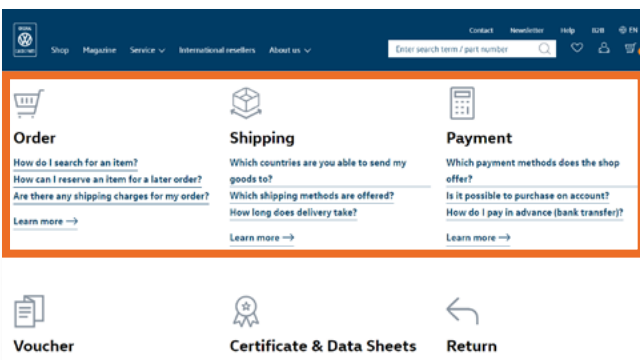 Contact Newsletter Help B2B EN
Shop Magazine Service International resellers About us Enter search term / part number
Order
How do I search for an item?
How can I reserve an item for a later order?
Are there any shipping charges for my order?
Learn more →
Shipping
Which countries are you able to send my
goods to?
Which shipping methods are offered?
How long does delivery take?
Learn more →
Payment
Which payment methods does the shop
offer?
Is it possible to purchase on account?
How do I pay in advance (bank transfer)?
Learn more →
Voucher
Certificate & Data Sheets
Return